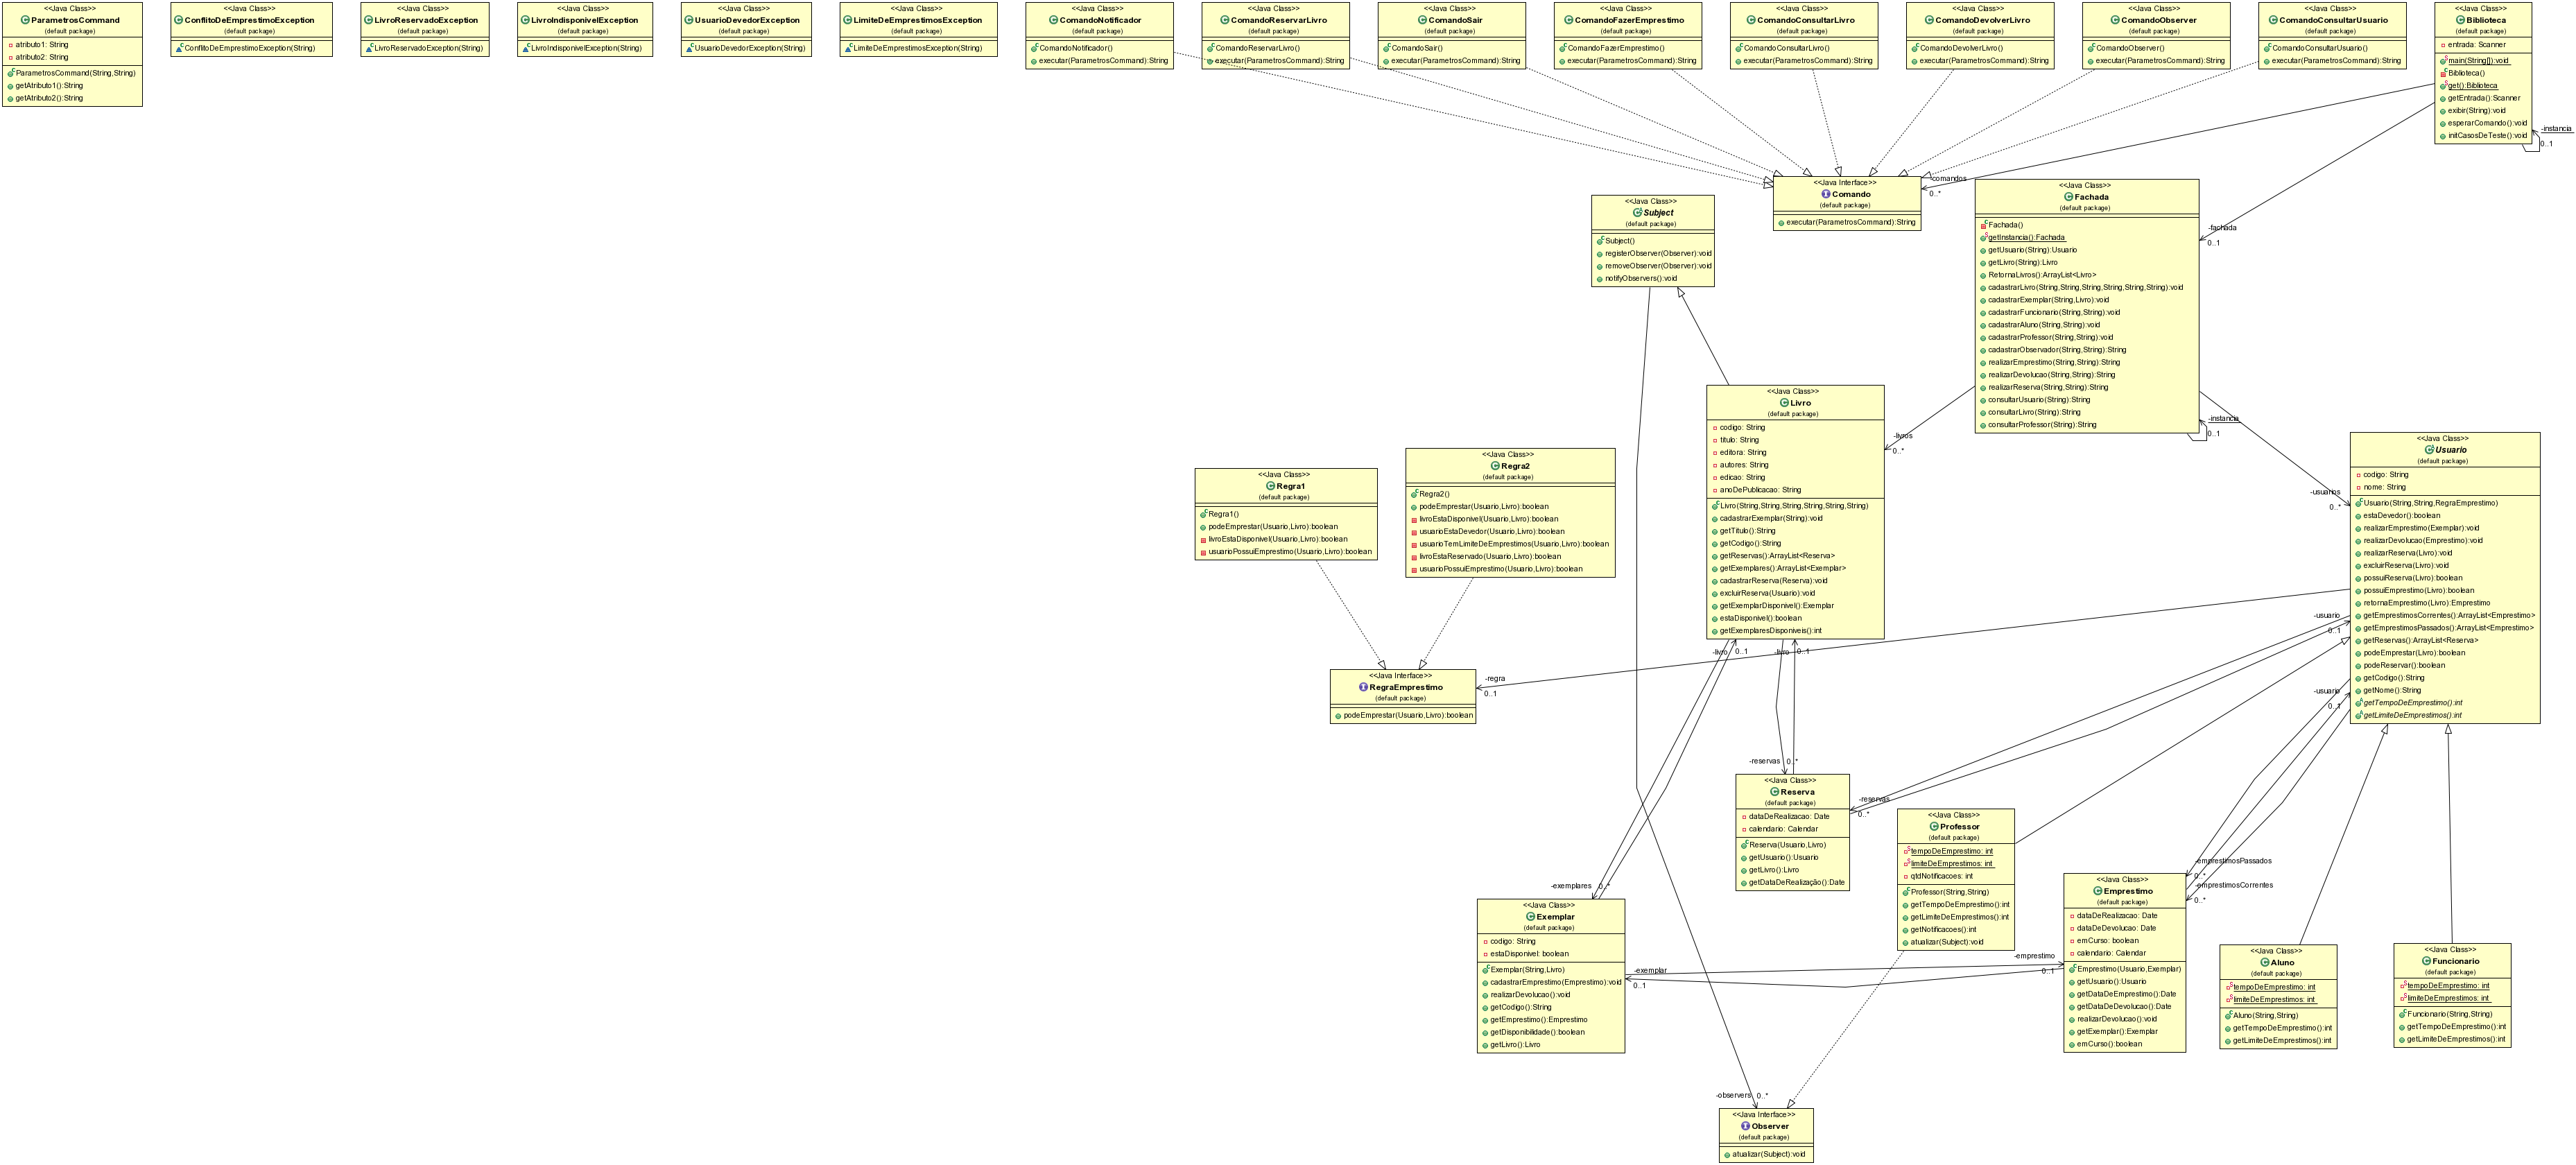 <<Java Class>>
ParametrosCommand
(default package)
atributo1: String
atributo2: String
ParametrosCommand(String,String)
getAtributo1():String
getAtributo2():String
<<Java Class>>
ConflitoDeEmprestimoException
(default package)
ConflitoDeEmprestimoException(String)
<<Java Class>>
LivroReservadoException
(default package)
LivroReservadoException(String)
<<Java Class>>
LivroIndisponivelException
(default package)
LivroIndisponivelException(String)
<<Java Class>>
UsuarioDevedorException
(default package)
UsuarioDevedorException(String)
<<Java Class>>
LimiteDeEmprestimosException
(default package)
LimiteDeEmprestimosException(String)
<<Java Class>>
ComandoNotificador
(default package)
ComandoNotificador()
executar(ParametrosCommand):String
<<Java Class>>
ComandoReservarLivro
(default package)
ComandoReservarLivro()
executar(ParametrosCommand):String
<<Java Class>>
ComandoSair
(default package)
ComandoSair()
executar(ParametrosCommand):String
<<Java Class>>
ComandoFazerEmprestimo
(default package)
ComandoFazerEmprestimo()
executar(ParametrosCommand):String
<<Java Class>>
ComandoConsultarLivro
(default package)
ComandoConsultarLivro()
executar(ParametrosCommand):String
<<Java Class>>
ComandoDevolverLivro
(default package)
ComandoDevolverLivro()
executar(ParametrosCommand):String
<<Java Class>>
ComandoObserver
(default package)
ComandoObserver()
executar(ParametrosCommand):String
<<Java Class>>
ComandoConsultarUsuario
(default package)
ComandoConsultarUsuario()
executar(ParametrosCommand):String
<<Java Class>>
Biblioteca
(default package)
entrada: Scanner
main(String[]):void
Biblioteca()
get():Biblioteca
getEntrada():Scanner
exibir(String):void
esperarComando():void
initCasosDeTeste():void
-instancia
0..1
-comandos
0..*
<<Java Interface>>
Comando
(default package)
executar(ParametrosCommand):String
<<Java Class>>
Subject
(default package)
Subject()
registerObserver(Observer):void
removeObserver(Observer):void
notifyObservers():void
<<Java Class>>
Fachada
(default package)
Fachada()
getInstancia():Fachada
getUsuario(String):Usuario
getLivro(String):Livro
RetornaLivros():ArrayList<Livro>
cadastrarLivro(String,String,String,String,String,String):void
cadastrarExemplar(String,Livro):void
cadastrarFuncionario(String,String):void
cadastrarAluno(String,String):void
cadastrarProfessor(String,String):void
cadastrarObservador(String,String):String
realizarEmprestimo(String,String):String
realizarDevolucao(String,String):String
realizarReserva(String,String):String
consultarUsuario(String):String
consultarLivro(String):String
consultarProfessor(String):String
-fachada
0..1
-instancia
0..1
-livros
0..*
-usuarios
0..*
<<Java Class>>
Livro
(default package)
codigo: String
titulo: String
editora: String
autores: String
edicao: String
anoDePublicacao: String
Livro(String,String,String,String,String,String)
cadastrarExemplar(String):void
getTitulo():String
getCodigo():String
getReservas():ArrayList<Reserva>
getExemplares():ArrayList<Exemplar>
cadastrarReserva(Reserva):void
excluirReserva(Usuario):void
getExemplarDisponivel():Exemplar
estaDisponivel():boolean
getExemplaresDisponiveis():int
<<Java Class>>
Regra1
(default package)
Regra1()
podeEmprestar(Usuario,Livro):boolean
livroEstaDisponivel(Usuario,Livro):boolean
usuarioPossuiEmprestimo(Usuario,Livro):boolean
<<Java Class>>
Regra2
(default package)
Regra2()
podeEmprestar(Usuario,Livro):boolean
livroEstaDisponivel(Usuario,Livro):boolean
usuarioEstaDevedor(Usuario,Livro):boolean
usuarioTemLimiteDeEmprestimos(Usuario,Livro):boolean
livroEstaReservado(Usuario,Livro):boolean
usuarioPossuiEmprestimo(Usuario,Livro):boolean
<<Java Class>>
Usuario
(default package)
codigo: String
nome: String
Usuario(String,String,RegraEmprestimo)
estaDevedor():boolean
realizarEmprestimo(Exemplar):void
realizarDevolucao(Emprestimo):void
realizarReserva(Livro):void
excluirReserva(Livro):void
possuiReserva(Livro):boolean
possuiEmprestimo(Livro):boolean
retornaEmprestimo(Livro):Emprestimo
getEmprestimosCorrentes():ArrayList<Emprestimo>
getEmprestimosPassados():ArrayList<Emprestimo>
getReservas():ArrayList<Reserva>
podeEmprestar(Livro):boolean
podeReservar():boolean
getCodigo():String
getNome():String
getTempoDeEmprestimo():int
getLimiteDeEmprestimos():int
-usuario
0..1
-usuario
0..1
-livro
0..1
-livro
0..1
-regra
0..1
<<Java Interface>>
RegraEmprestimo
(default package)
podeEmprestar(Usuario,Livro):boolean
-reservas
0..*
<<Java Class>>
Reserva
(default package)
dataDeRealizacao: Date
calendario: Calendar
Reserva(Usuario,Livro)
getUsuario():Usuario
getLivro():Livro
getDataDeRealização():Date
-reservas
0..*
<<Java Class>>
Professor
(default package)
tempoDeEmprestimo: int
limiteDeEmprestimos: int
qtdNotificacoes: int
Professor(String,String)
getTempoDeEmprestimo():int
getLimiteDeEmprestimos():int
getNotificacoes():int
atualizar(Subject):void
-emprestimosPassados
0..*
-emprestimosCorrentes
0..*
<<Java Class>>
Emprestimo
(default package)
dataDeRealizacao: Date
dataDeDevolucao: Date
emCurso: boolean
calendario: Calendar
Emprestimo(Usuario,Exemplar)
getUsuario():Usuario
getDataDeEmprestimo():Date
getDataDeDevolucao():Date
realizarDevolucao():void
getExemplar():Exemplar
emCurso():boolean
-exemplares
0..*
<<Java Class>>
Exemplar
(default package)
codigo: String
estaDisponivel: boolean
Exemplar(String,Livro)
cadastrarEmprestimo(Emprestimo):void
realizarDevolucao():void
getCodigo():String
getEmprestimo():Emprestimo
getDisponibilidade():boolean
getLivro():Livro
-exemplar
0..1
-emprestimo
0..1
<<Java Class>>
Aluno
(default package)
tempoDeEmprestimo: int
limiteDeEmprestimos: int
Aluno(String,String)
getTempoDeEmprestimo():int
getLimiteDeEmprestimos():int
<<Java Class>>
Funcionario
(default package)
tempoDeEmprestimo: int
limiteDeEmprestimos: int
Funcionario(String,String)
getTempoDeEmprestimo():int
getLimiteDeEmprestimos():int
-observers
0..*
<<Java Interface>>
Observer
(default package)
atualizar(Subject):void